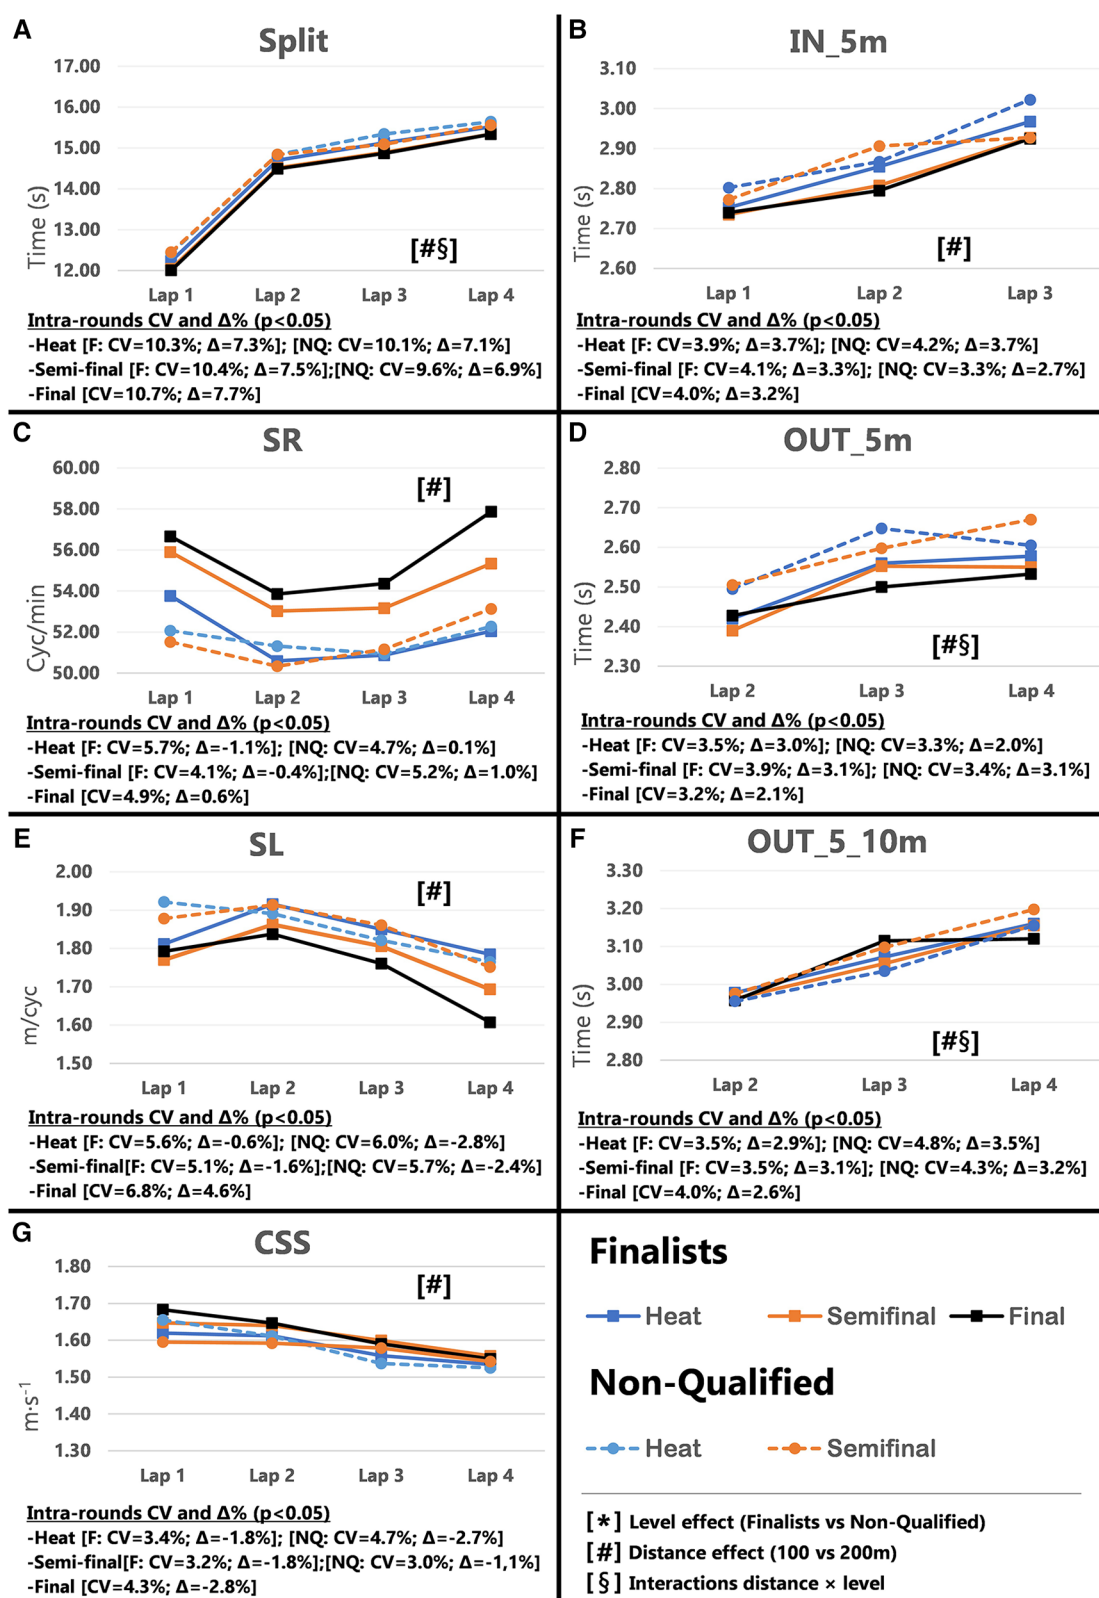 A
Split
17.00
16.00
15.00
14.00
13.00
12.00
Time (s)
[#§]
Lap 1 Lap 2 Lap 3 Lap 4
Intra-rounds CV and Δ% (p<0.05)
-Heat [F: CV=10.3%; Δ=7.3%]; [NQ: CV=10.1%; Δ=7.1%]
-Semi-final [F: CV=10.4%; Δ=7.5%];[NQ: CV=9.6%; Δ=6.9%]
-Final [CV=10.7%; Δ=7.7%]
B
IN_5m
3.10
3.00
2.90
2.80
2.70
2.60
Time (s)
[#]
Lap 1 Lap 2 Lap 3
Intra-rounds CV and Δ% (p<0.05)
-Heat [F: CV=3.9%; Δ=3.7%]; [NQ: CV=4.2%; Δ=3.7%]
-Semi-final [F: CV=4.1%; Δ=3.3%]; [NQ: CV=3.3%; Δ=2.7%]
-Final [CV=4.0%; Δ=3.2%]
C
SR
60.00
58.00
56.00
54.00
52.00
50.00
Cyc/min
[#]
Lap 1 Lap 2 Lap 3 Lap 4
Intra-rounds CV and Δ% (p<0.05)
-Heat [F: CV=5.7%; Δ=-1.1%]; [NQ: CV=4.7%; Δ=0.1%]
-Semi-final [F: CV=4.1%; Δ=-0.4%];[NQ: CV=5.2%; Δ=1.0%]
-Final [CV=4.9%; Δ=0.6%]
D
OUT_5m
2.80
2.70
2.60
2.50
2.40
2.30
Time (s)
[#§]
Lap 2 Lap 3 Lap 4
Intra-rounds CV and Δ% (p<0.05)
-Heat [F: CV=3.5%; Δ=3.0%]; [NQ: CV=3.3%; Δ=2.0%]
-Semi-final [F: CV=3.9%; Δ=3.1%]; [NQ: CV=3.4%; Δ=3.1%]
-Final [CV=3.2%; Δ=2.1%]
E
SL
2.00
1.90
1.80
1.70
1.60
1.50
m/cyc
[#]
Lap 1 Lap 2 Lap 3 Lap 4
Intra-rounds CV and Δ% (p<0.05)
-Heat [F: CV=5.6%; Δ=-0.6%]; [NQ: CV=6.0%; Δ=-2.8%]
-Semi-final[F: CV=5.1%; Δ=-1.6%];[NQ: CV=5.7%; Δ=-2.4%]
-Final [CV=6.8%; Δ=4.6%]
F
OUT_5_10m
3.30
3.20
3.10
3.00
2.90
2.80
Time (s)
[#§]
Lap 2 Lap 3 Lap 4
Intra-rounds CV and Δ% (p<0.05)
-Heat [F: CV=3.5%; Δ=2.9%]; [NQ: CV=4.8%; Δ=3.5%]
-Semi-final [F: CV=3.5%; Δ=3.1%]; [NQ: CV=4.3%; Δ=3.2%]
-Final [CV=4.0%; Δ=2.6%]
G
CSS
1.80
1.70
1.60
1.50
1.40
1.30
m·s⁻¹
[#]
Lap 1 Lap 2 Lap 3 Lap 4
Intra-rounds CV and Δ% (p<0.05)
-Heat [F: CV=3.4%; Δ=-1.8%]; [NQ: CV=4.7%; Δ=-2.7%]
-Semi-final[F: CV=3.2%; Δ=-1.8%];[NQ: CV=3.0%; Δ=-1,1%]
-Final [CV=4.3%; Δ=-2.8%]
Finalists
Heat Semifinal Final
Non-Qualified
Heat Semifinal
[*] Level effect (Finalists vs Non-Qualified)
[#] Distance effect (100 vs 200m)
[§] Interactions distance × level